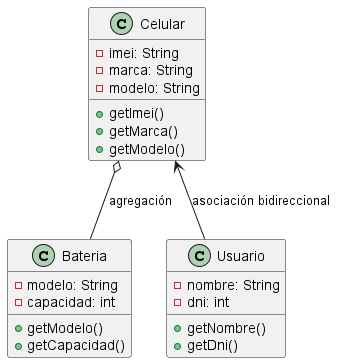 C Celular
imei: String
marca: String
modelo: String
getImei()
getMarca()
getModelo()
agregación
asociación bidireccional
C Bateria
modelo: String
capacidad: int
getModelo()
getCapacidad()
C Usuario
nombre: String
dni: int
getNombre()
getDni()